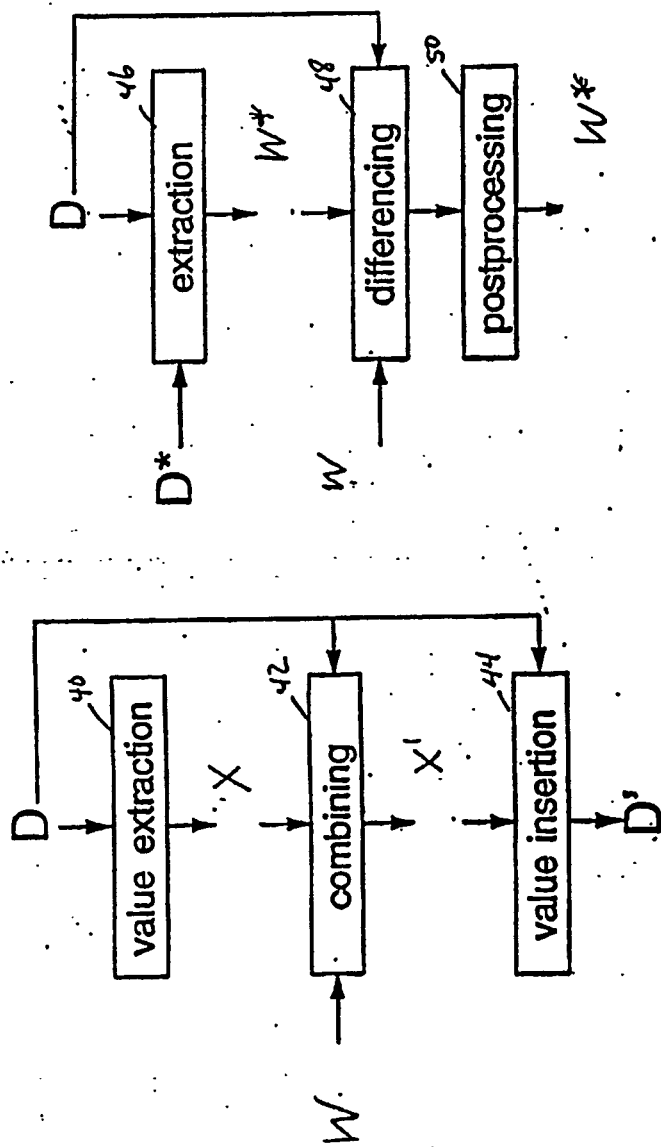 D
40
value extraction
X
42
W
combining
X'
44
value insertion
D'
D
46
D*
extraction
W*
48
W
differencing
50
postprocessing
W*